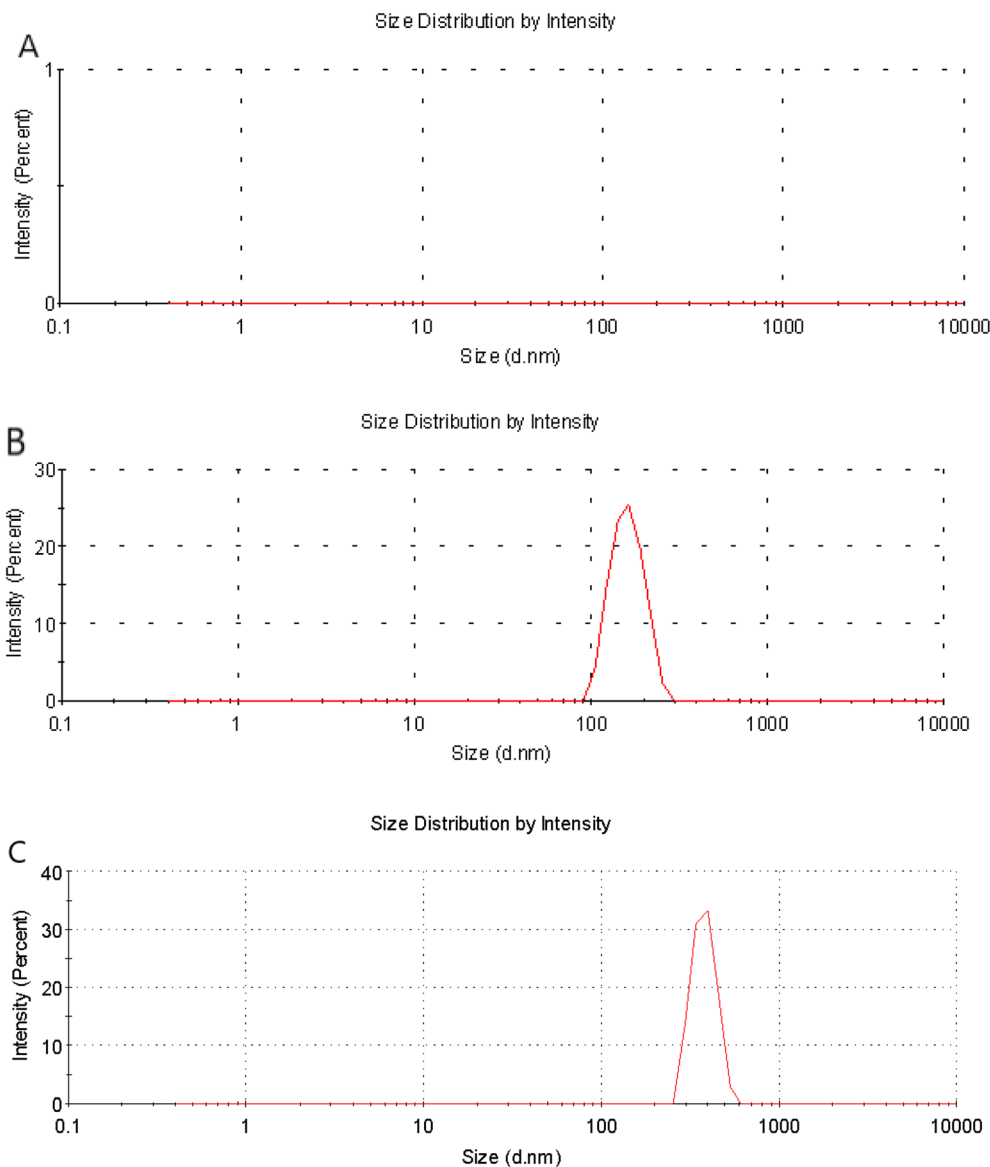 Size Distribution by Intensity
A
1
Intensity (Percent)
0
0.1 1 10 100 1000 10000
Size (d.nm)
Size Distribution by Intensity
B
30
20
Intensity (Percent)
10
0
0.1 1 10 100 1000 10000
Size (d.nm)
Size Distribution by Intensity
C
40
30
Intensity (Percent)
20
10
0
0.1 1 10 100 1000 10000
Size (d.nm)